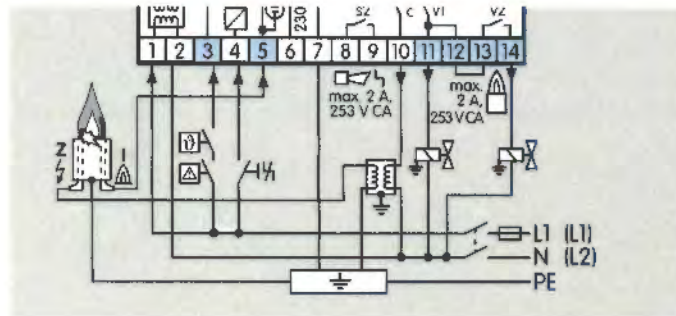 230
S2
c
V1
V2
1 2 3 4 5 6 7 8 9 10 11 12 13 14
max. 2 A,
253 V CA
max.
2 A,
253 V CA
Z
I
ϑ
L1 (L1)
N (L2)
PE